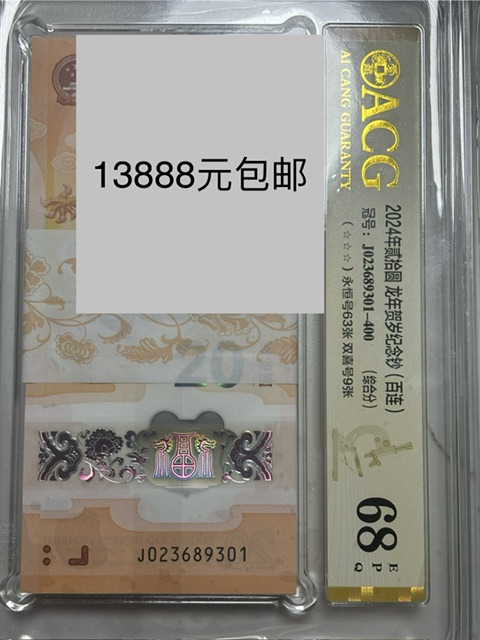 13888元包邮
20
J023689301
ACG
AI CANG GUARANTY
2024年贰拾圆 龙年贺岁纪念钞（百连）
冠号：J023689301-400 （综合分）
（☆☆☆）永恒号63张 双喜号9张
68
E
P
Q